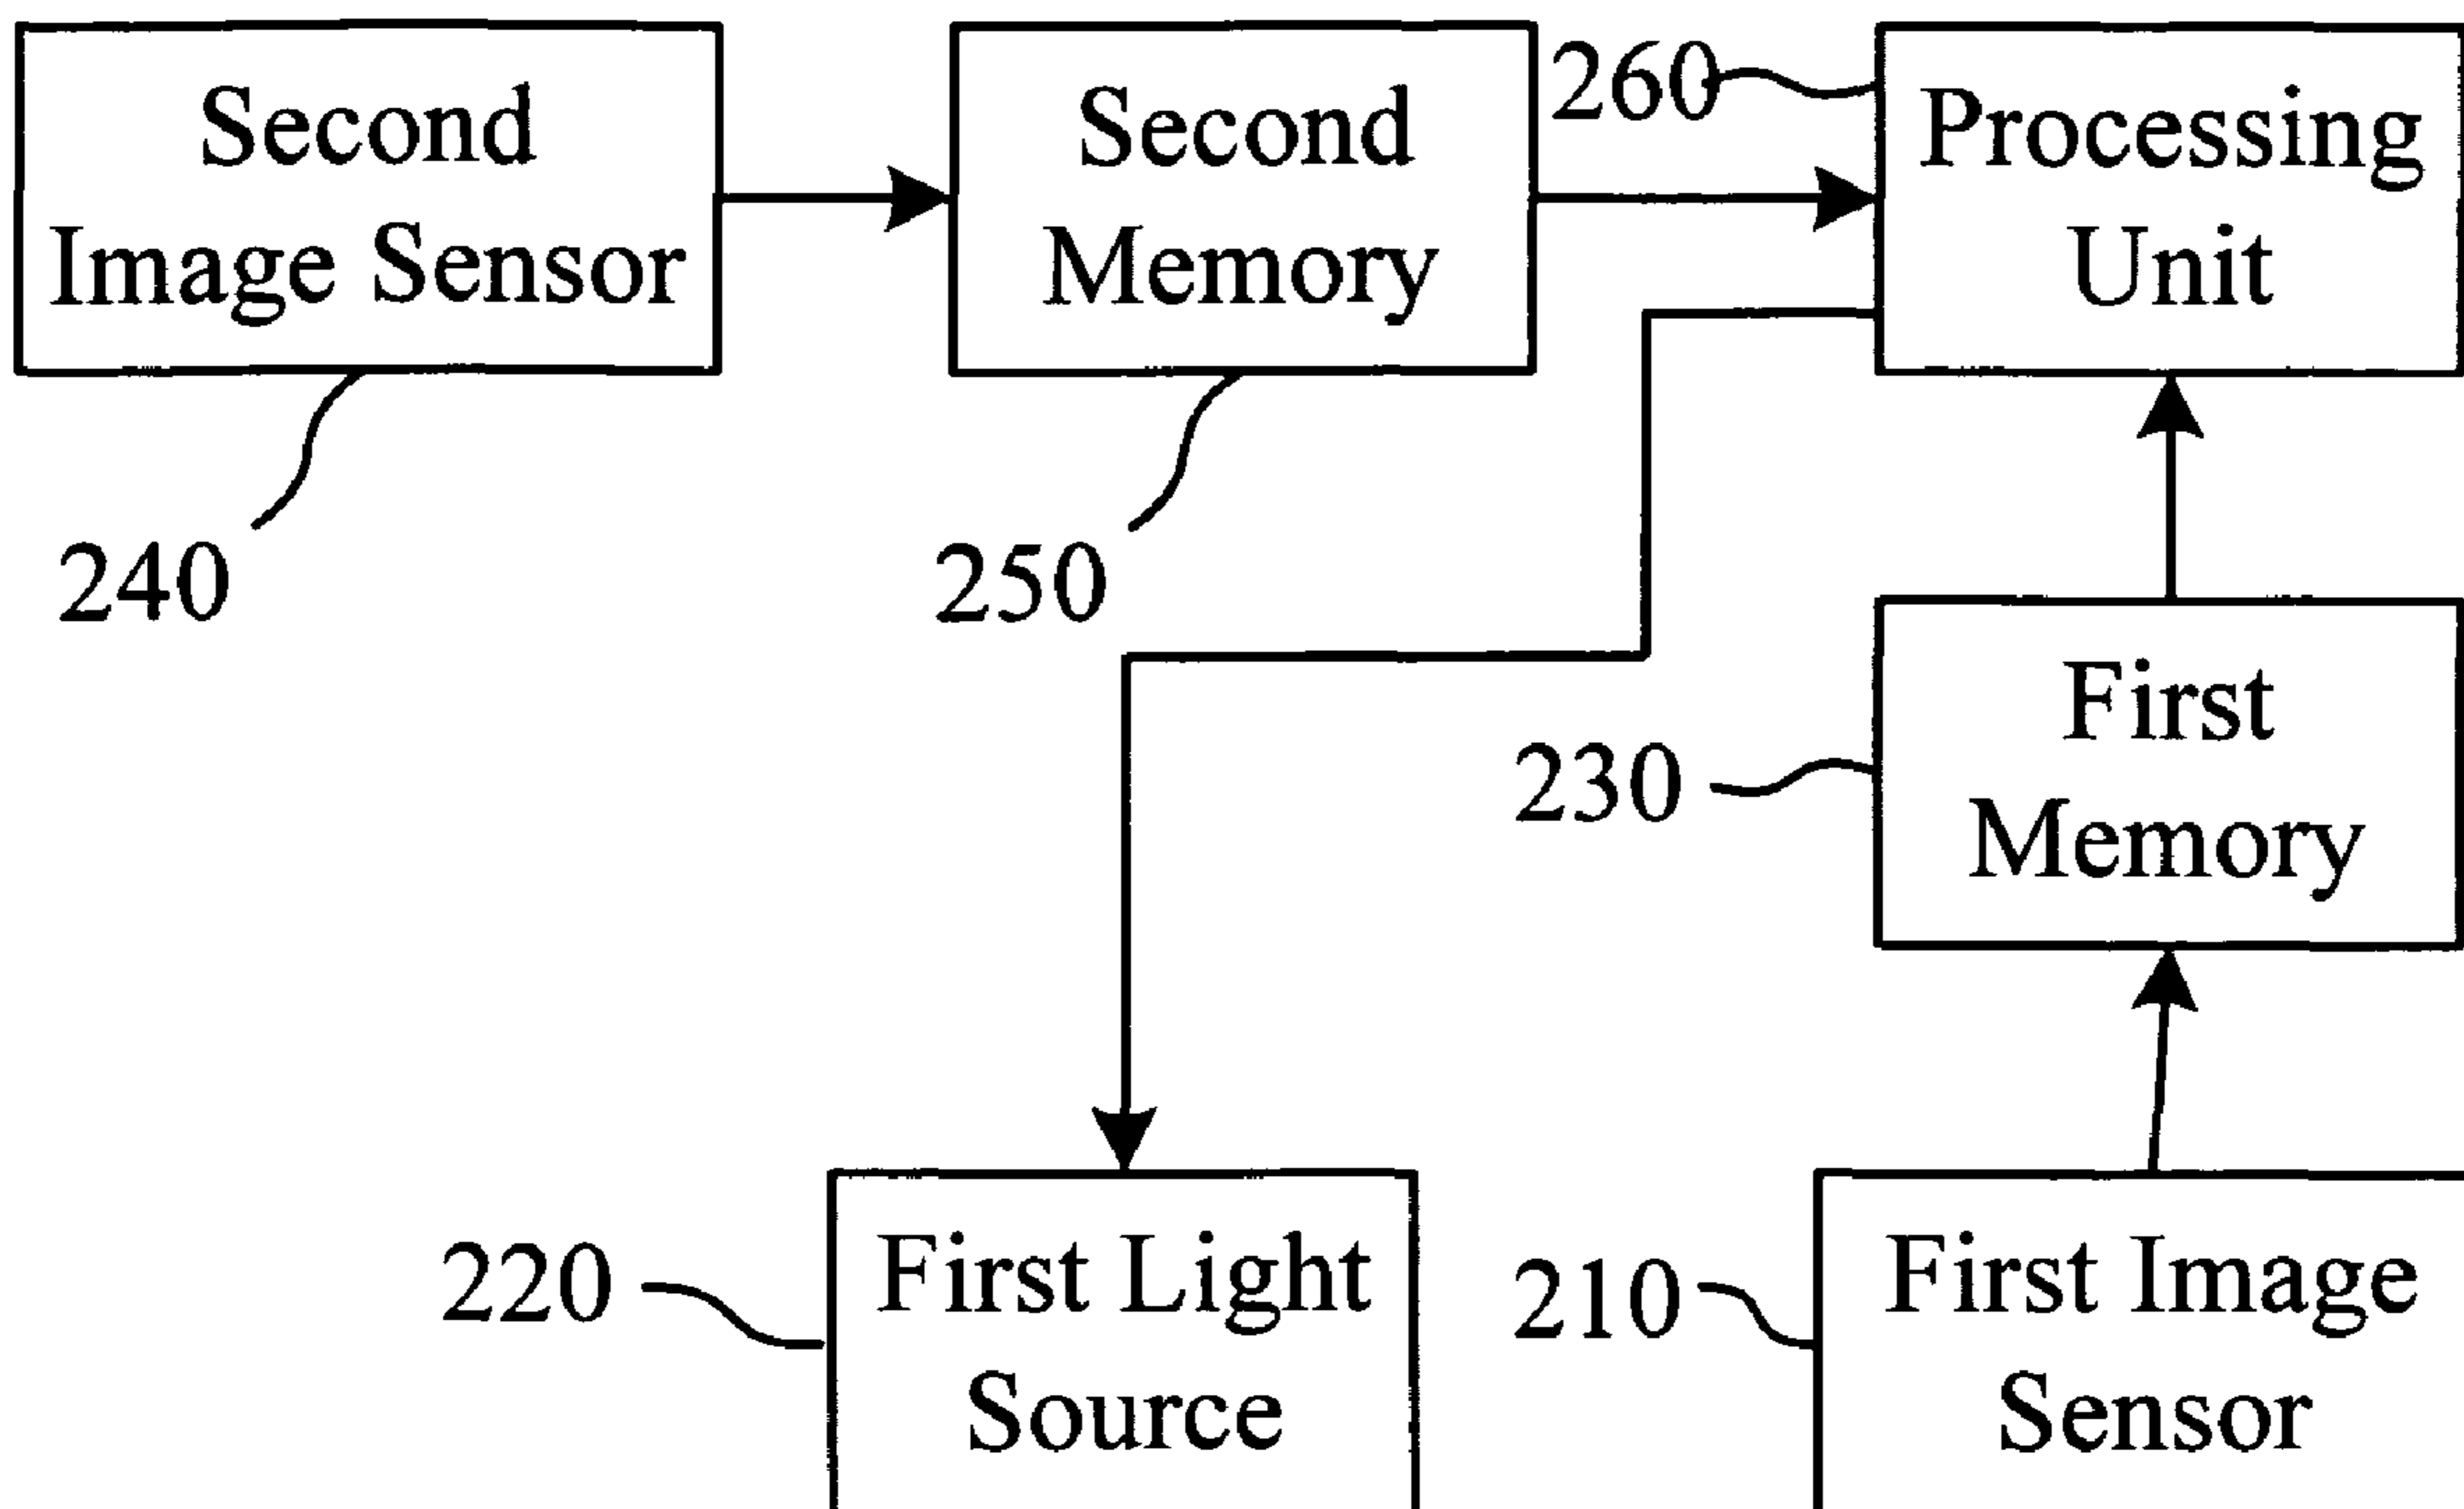 Second
Image Sensor
240
Second
Memory
250
260
Processing
Unit
230
First
Memory
220
First Light
Source
210
First Image
Sensor